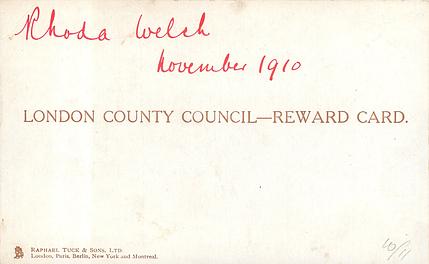 Rhoda Welsh
November 1910
LONDON COUNTY COUNCIL—REWARD CARD.
RAPHAEL TUCK & SONS, LTD
London, Paris, Berlin, New York and Montreal.